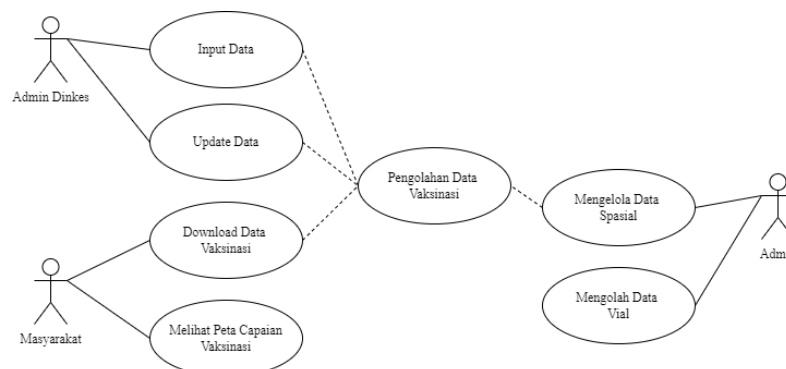 Input Data
Admin Dinkes
Update Data
Pengolahan Data
Vaksinasi
Mengelola Data
Spasial
Download Data
Vaksinasi
Adm
Mengolah Data
Vial
Masyarakat
Melihat Peta Capaian
Vaksinasi